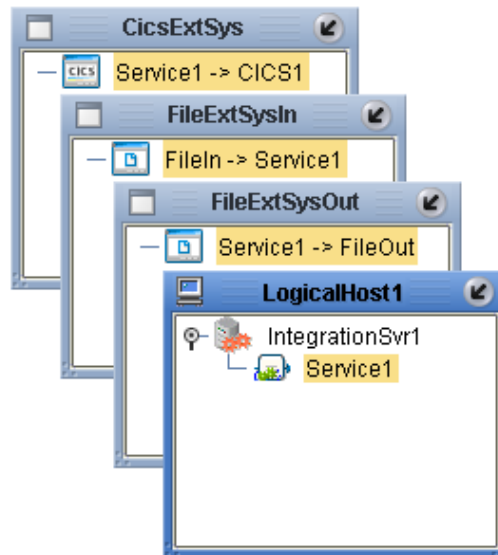 CicsExtSys
CICS Service1 -> CICS1
FileExtSysIn
FileIn -> Service1
FileExtSysOut
Service1 -> FileOut
LogicalHost1
IntegrationSvr1
Service1